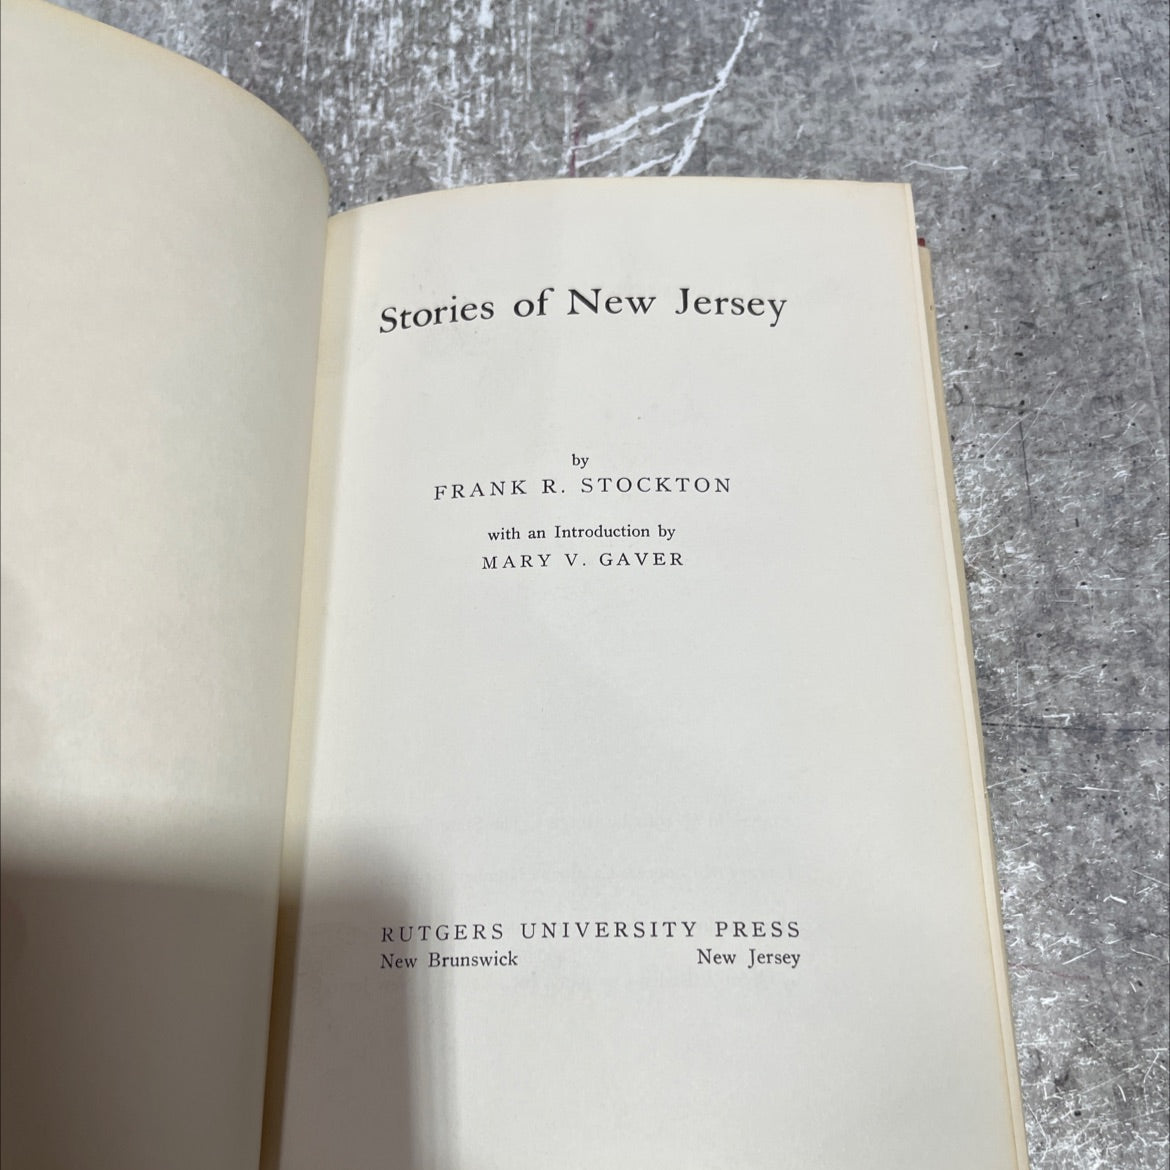 Stories of New Jersey
by
FRANK R. STOCKTON
with an Introduction by
MARY V. GAVER
RUTGERS UNIVERSITY PRESS
New Brunswick New Jersey